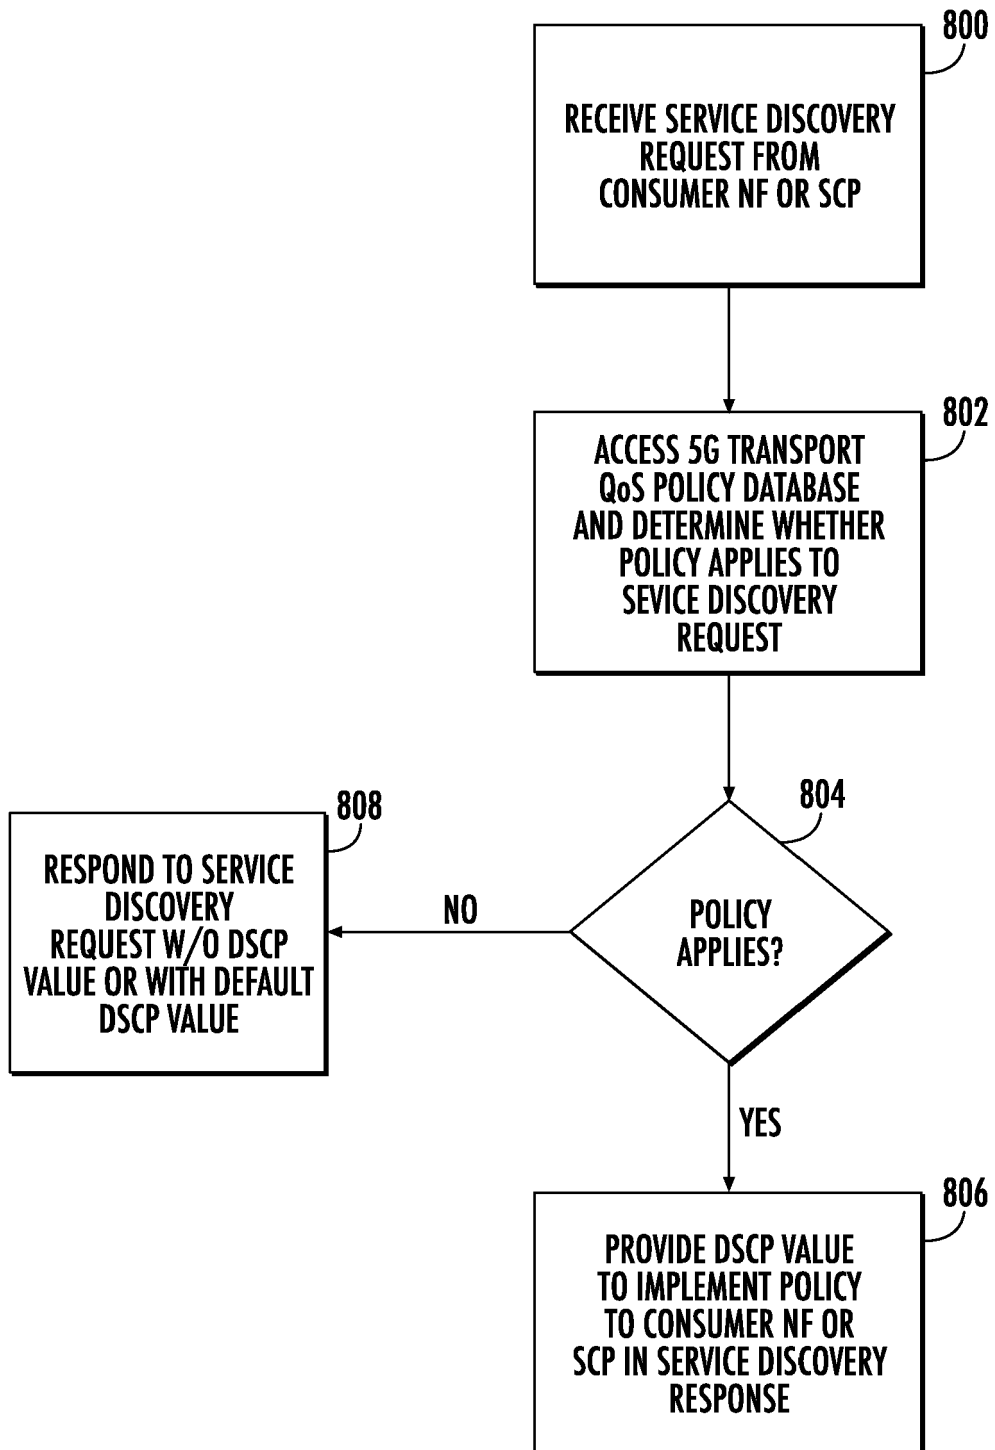 800
RECEIVE SERVICE DISCOVERY
REQUEST FROM
CONSUMER NF OR SCP
802
ACCESS 5G TRANSPORT
QoS POLICY DATABASE
AND DETERMINE WHETHER
POLICY APPLIES TO
SEVICE DISCOVERY
REQUEST
804
POLICY
APPLIES?
NO
808
RESPOND TO SERVICE
DISCOVERY
REQUEST W/O DSCP
VALUE OR WITH DEFAULT
DSCP VALUE
YES
806
PROVIDE DSCP VALUE
TO IMPLEMENT POLICY
TO CONSUMER NF OR
SCP IN SERVICE DISCOVERY
RESPONSE